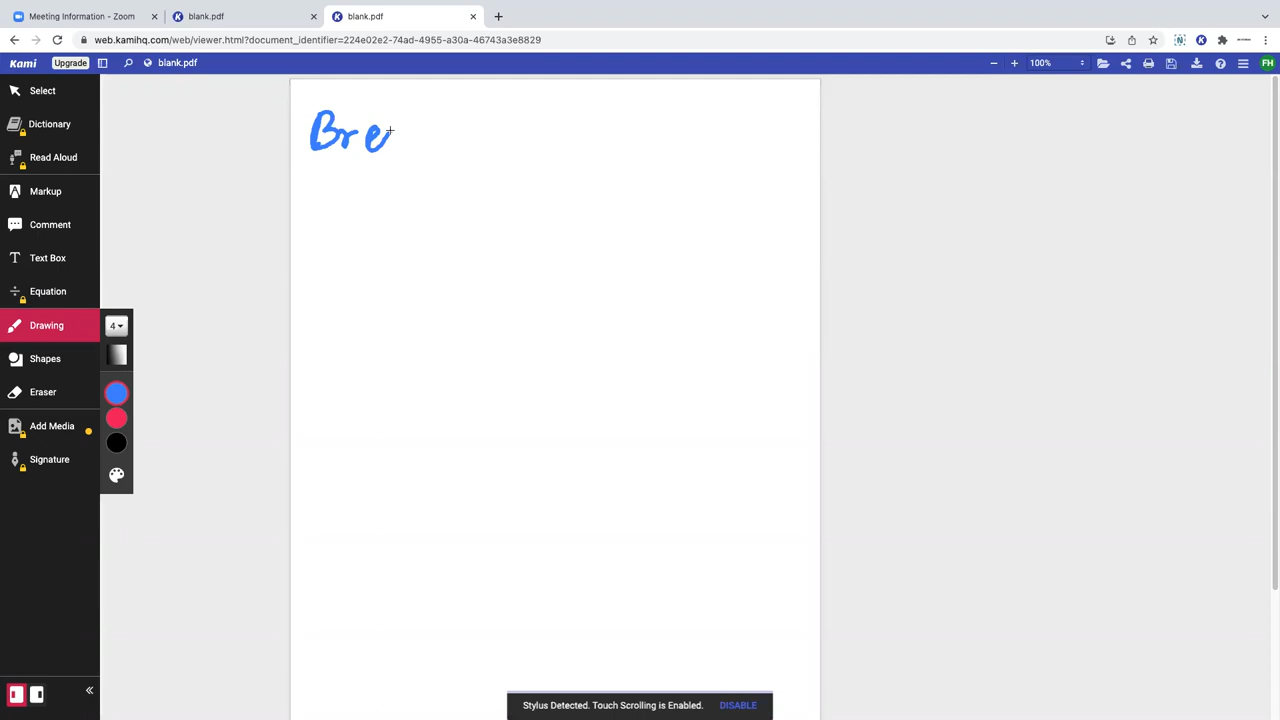 Meeting Information - Zoom
blank.pdf
blank.pdf
web.kamihq.com/web/viewer.html?document_identifier=224e02e2-74ad-4955-a30a-46743a3e8829
Kami
Upgrade
blank.pdf
100%
FH
Select
Dictionary
Read Aloud
Markup
Comment
Text Box
Equation
Drawing
Shapes
Eraser
Add Media
Signature
4
Bre
Stylus Detected. Touch Scrolling is Enabled. DISABLE